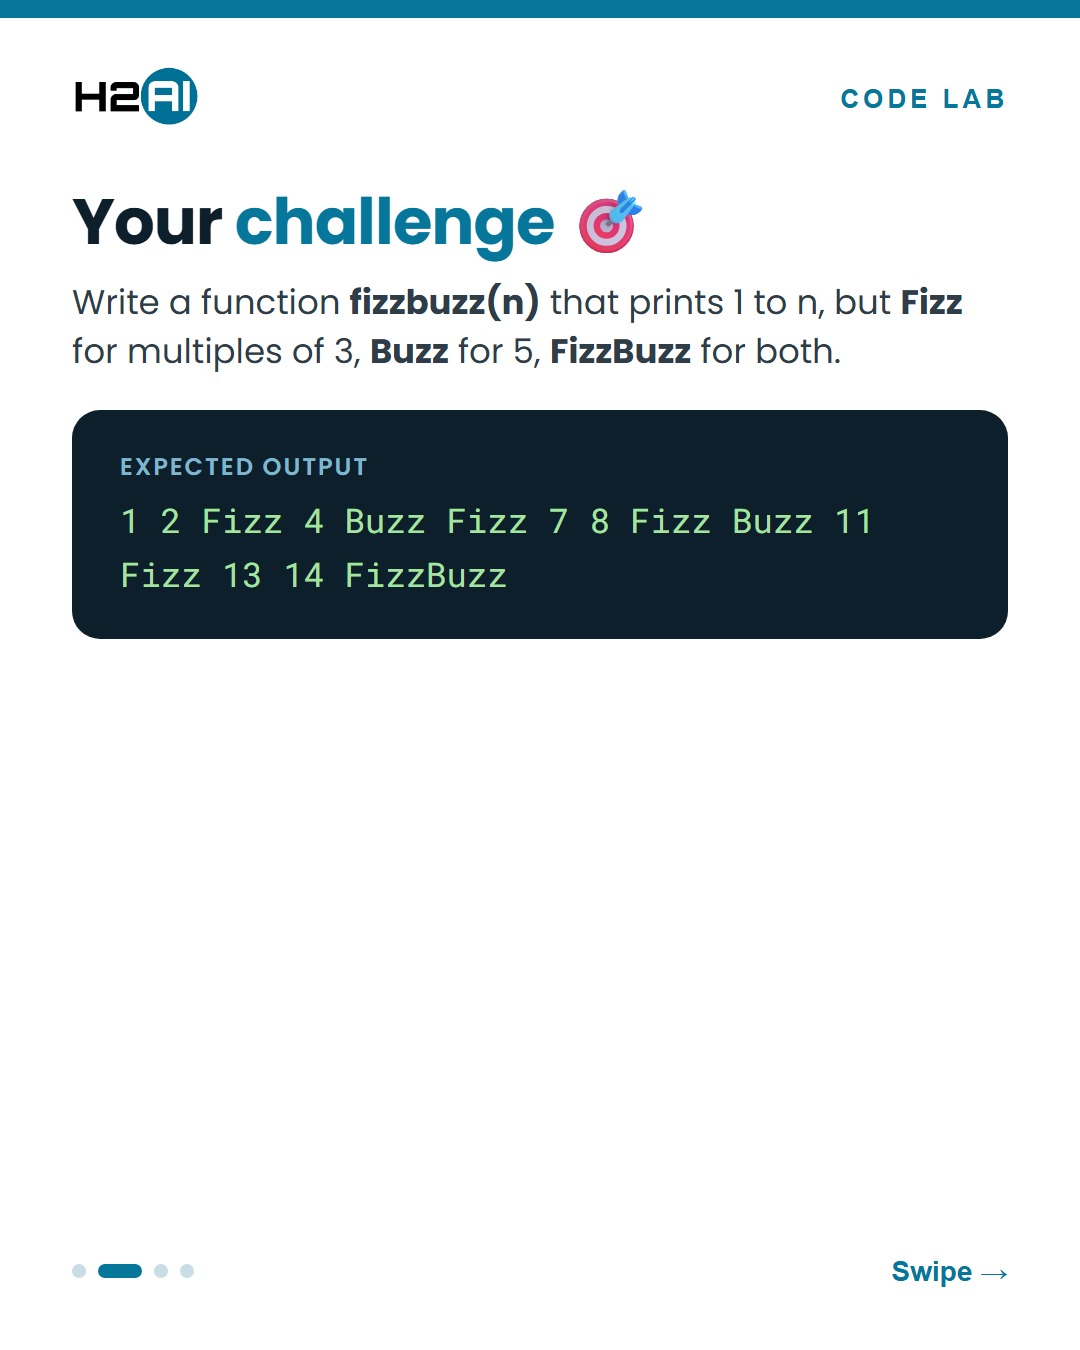 H2AI
CODE LAB
Your challenge 🎯
Write a function fizzbuzz(n) that prints 1 to n, but Fizz
for multiples of 3, Buzz for 5, FizzBuzz for both.
EXPECTED OUTPUT
1 2 Fizz 4 Buzz Fizz 7 8 Fizz Buzz 11
Fizz 13 14 FizzBuzz
Swipe →